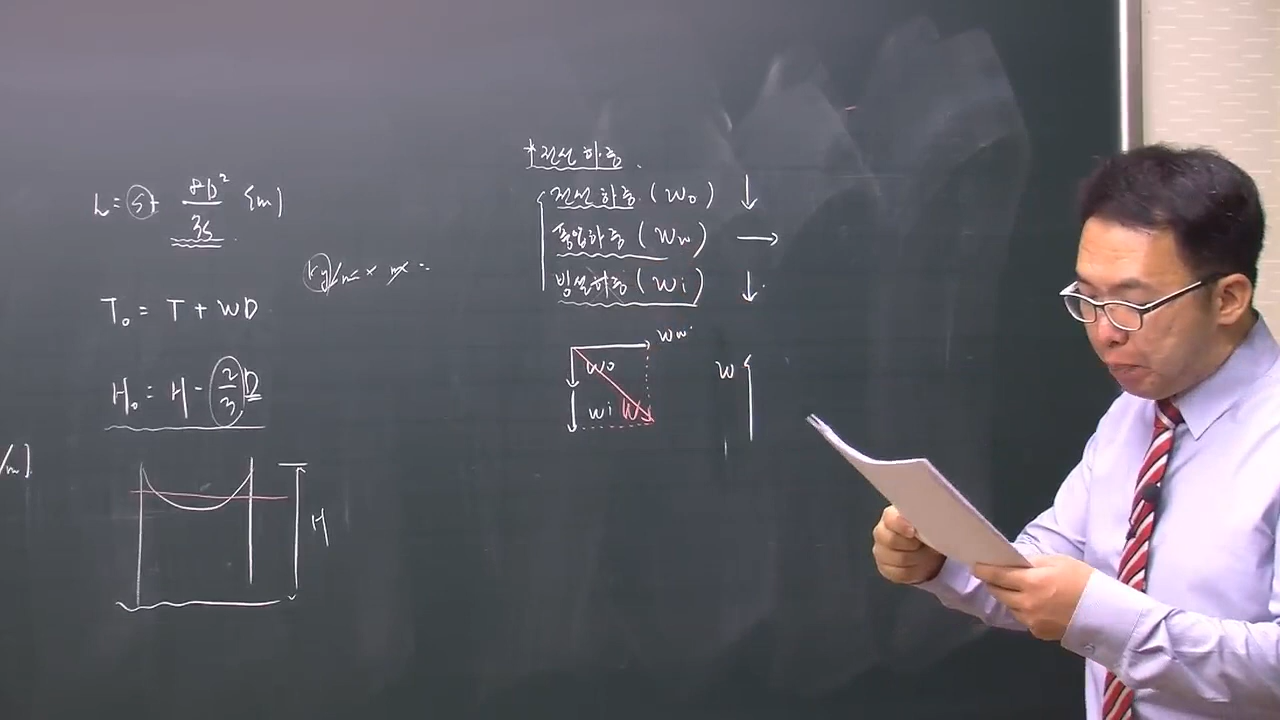 L = S + 8D² / 3S [m]
kg/m × m =
T₀ = T + WD
H₀ = H - 2/3 D
/m]
H
*전선하중.
전선하중 (W₀) ↓
풍압하중 (Ww) →
빙설하중 (Wi) ↓
Ww
W₀
Wi W
W